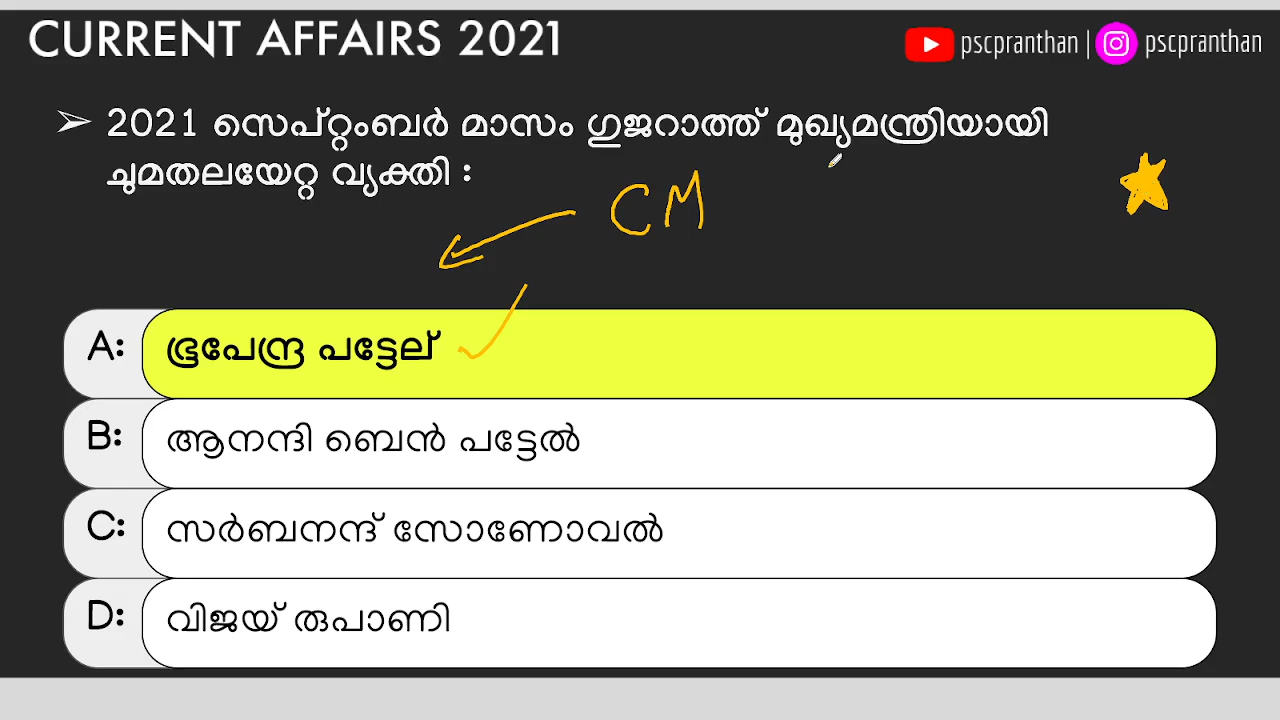 CURRENT AFFAIRS 2021
pscpranthan | pscpranthan
➢ 2021 സെപ്റ്റംബർ മാസം ഗുജറാത്ത് മുഖ്യമന്ത്രിയായി
ചുമതലയേറ്റ വ്യക്തി :
CM
A: ഭൂപേന്ദ്ര പട്ടേല്
B: ആനന്ദി ബെൻ പട്ടേൽ
C: സർബനന്ദ് സോണോവൽ
D: വിജയ് രുപാണി